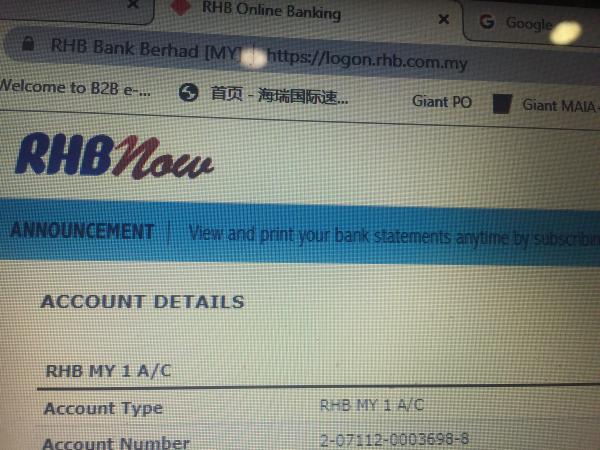 RHB Online Banking
Google
RHB Bank Berhad [MY] https://logon.rhb.com.my
Welcome to B2B e-...
首页 - 海瑞国际速...
Giant PO
Giant MAIA-
RHBNow
ANNOUNCEMENT | View and print your bank statements anytime by subscribin
ACCOUNT DETAILS
RHB MY 1 A/C
Account Type RHB MY 1 A/C
Account Number 2-07112-0003698-8